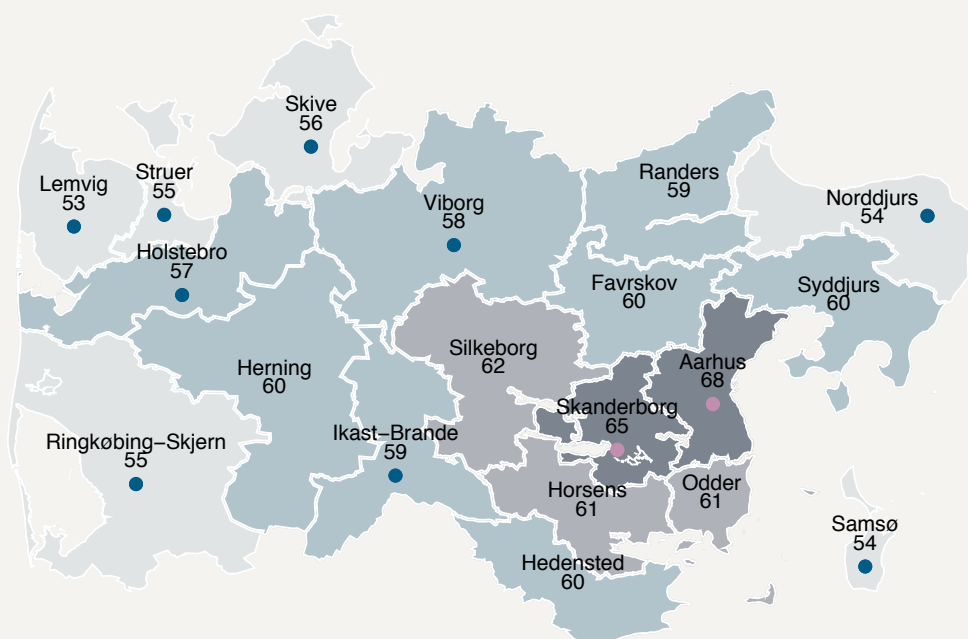 Skive
56
Struer
55
Lemvig
53
Holstebro
57
Viborg
58
Randers
59
Norddjurs
54
Favrskov
60
Syddjurs
60
Silkeborg
62
Herning
60
Aarhus
68
Skanderborg
65
Ringkøbing–Skjern
55
Ikast–Brande
59
Horsens
61
Odder
61
Samsø
54
Hedensted
60